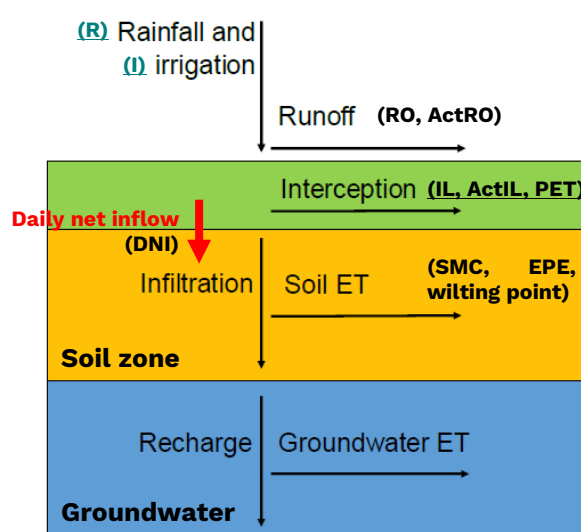 (R) Rainfall and
(I) irrigation
Runoff (RO, ActRO)
Interception (IL, ActIL, PET)
Daily net inflow
(DNI)
Infiltration
Soil ET
(SMC, EPE,
wilting point)
Soil zone
Recharge
Groundwater ET
Groundwater